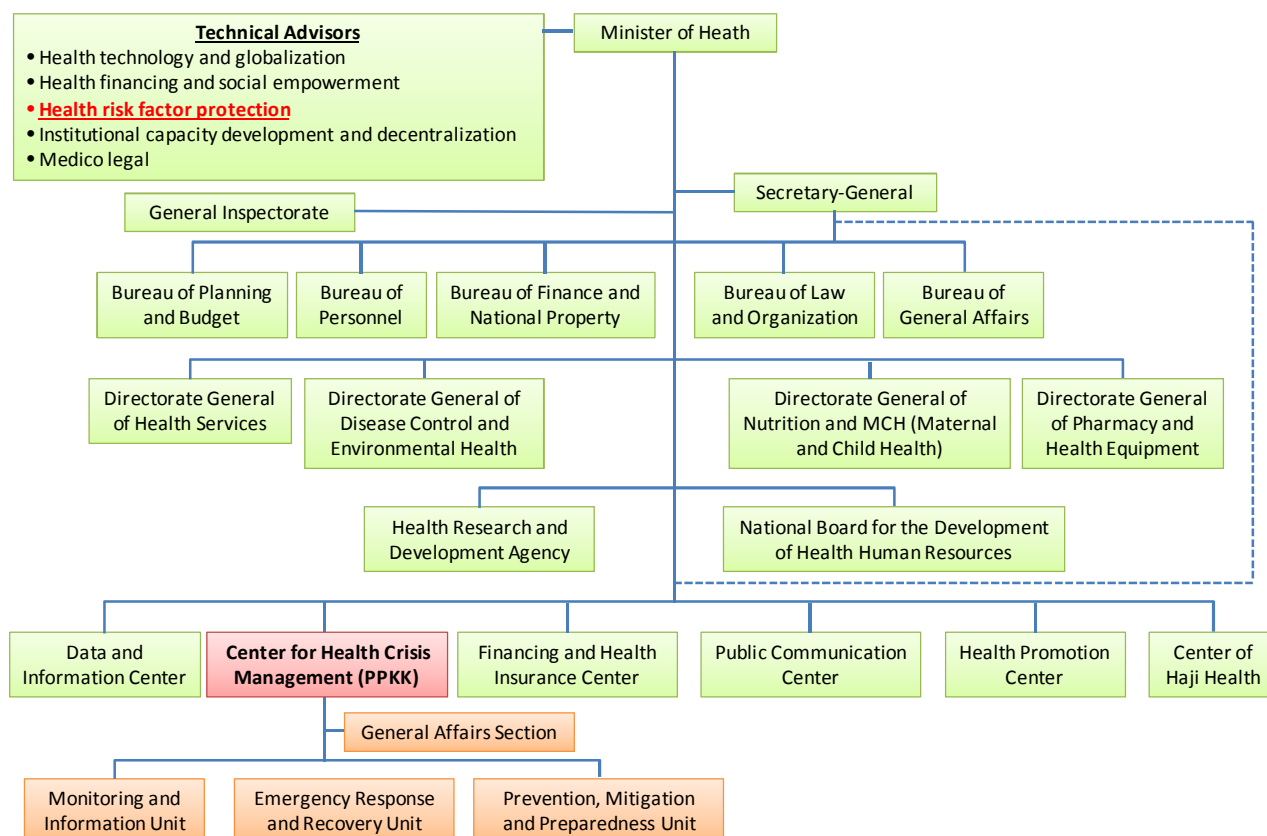 Technical Advisors
• Health technology and globalization
• Health financing and social empowerment
• Health risk factor protection
• Institutional capacity development and decentralization
• Medico legal
Minister of Heath
Secretary-General
General Inspectorate
Bureau of Planning
and Budget
Bureau of
Personnel
Bureau of Finance and
National Property
Bureau of Law
and Organization
Bureau of
General Affairs
Directorate General
of Health Services
Directorate General of
Disease Control and
Environmental Health
Directorate General of
Nutrition and MCH (Maternal
and Child Health)
Directorate General
of Pharmacy and
Health Equipment
Health Research and
Development Agency
National Board for the Development
of Health Human Resources
Data and
Information Center
Center for Health Crisis
Management (PPKK)
Financing and Health
Insurance Center
Public Communication
Center
Health Promotion
Center
Center of
Haji Health
General Affairs Section
Monitoring and
Information Unit
Emergency Response
and Recovery Unit
Prevention, Mitigation
and Preparedness Unit